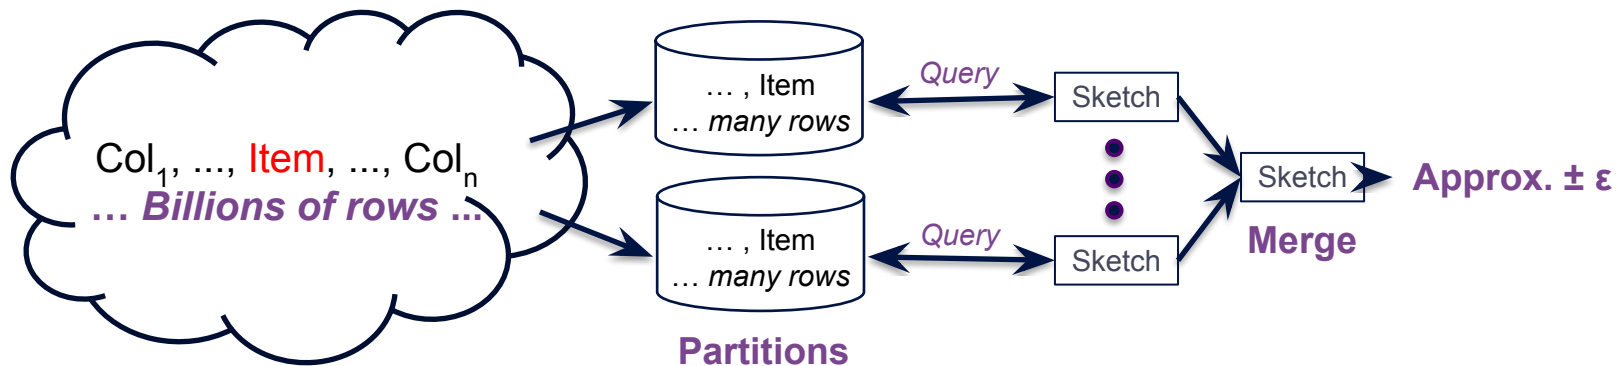 Col1, ..., Item, ..., Coln
... Billions of rows ...
... , Item
... many rows
... , Item
... many rows
Partitions
Query
Query
Sketch
Sketch
Sketch
Merge
Approx. ± ε